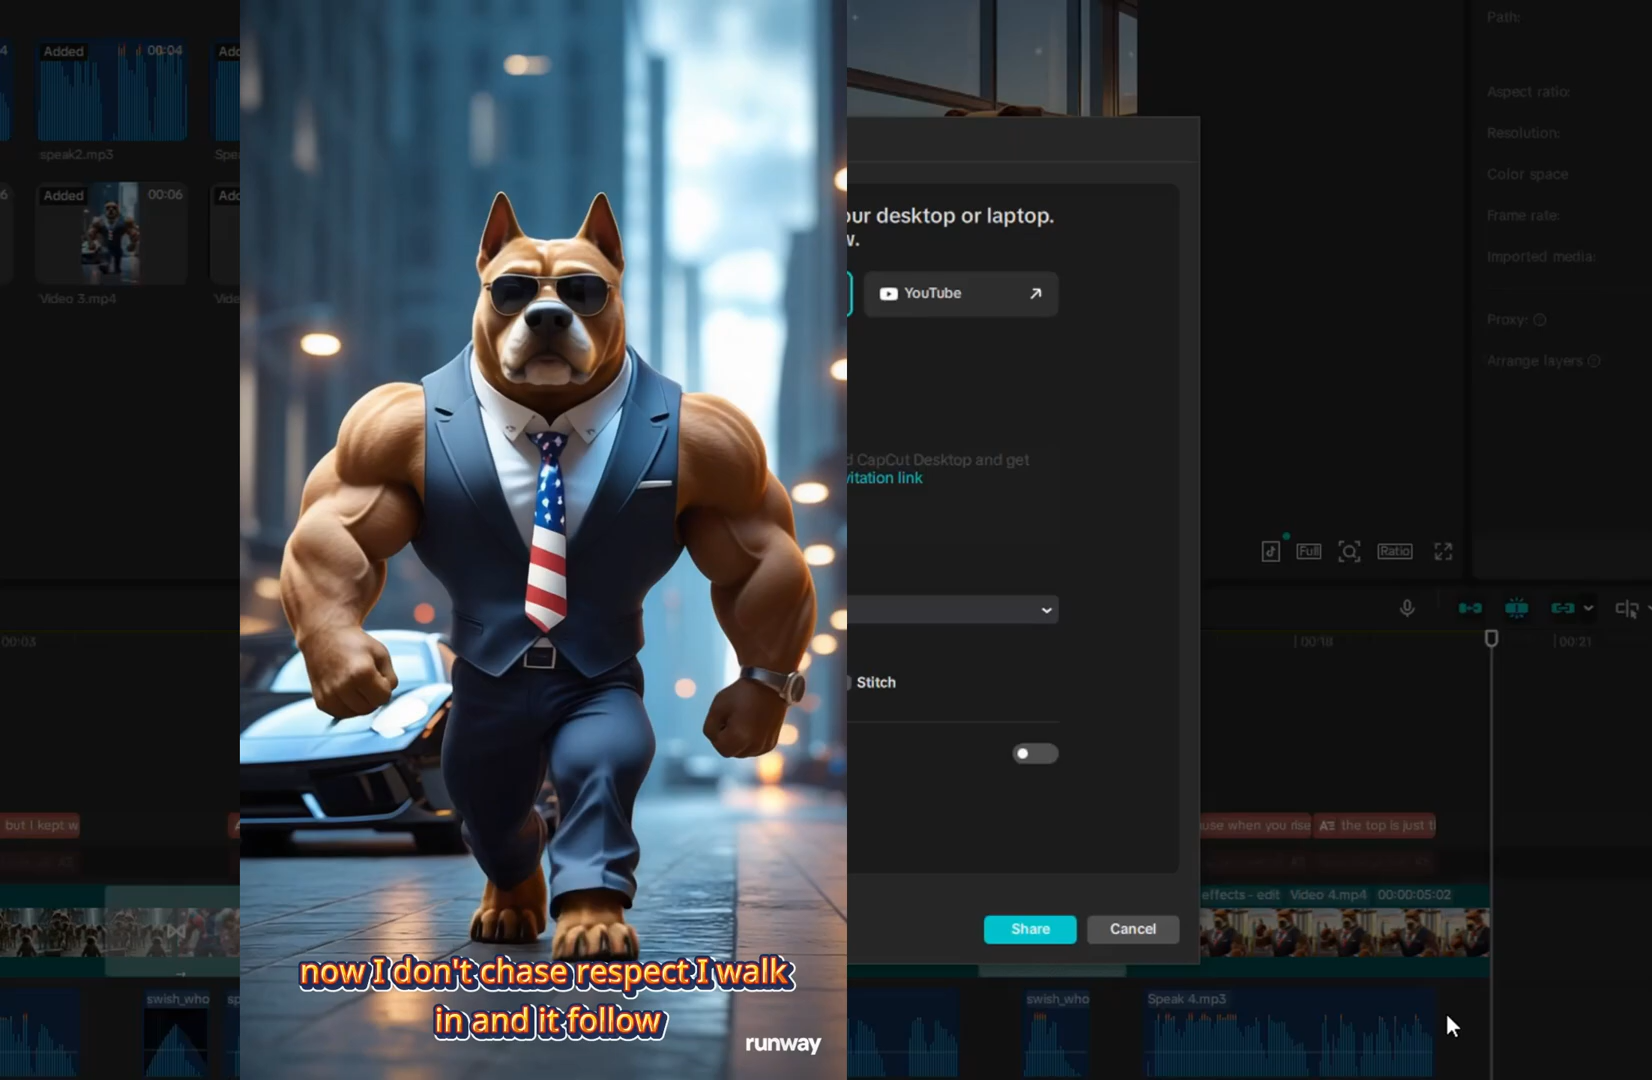 Added
00:04
speak2.mp3
Added
00:06
Video 3.mp4
00:03
but I kept w
swish_who
now I don't chase respect I walk
in and it follow
runway
our desktop or laptop.
w.
YouTube
d CapCut Desktop and get
vitation link
Stitch
Share
Cancel
Path:
Aspect ratio:
Resolution:
Color space
Frame rate:
Imported media:
Proxy:
Arrange layers
Full
Ratio
00:18
00:21
use when you rise
the top is just t
effects - edit Video 4.mp4 00:00:05:02
swish_who
Speak 4.mp3